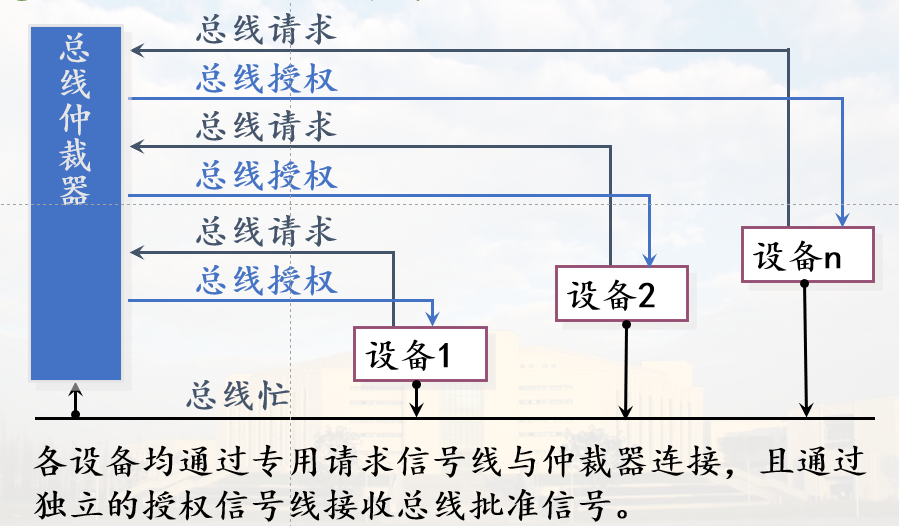 总线仲裁器
总线请求
总线授权
总线请求
总线授权
总线请求
总线授权
设备n
设备2
设备1
总线忙
各设备均通过专用请求信号线与仲裁器连接，且通过
独立的授权信号线接收总线批准信号。